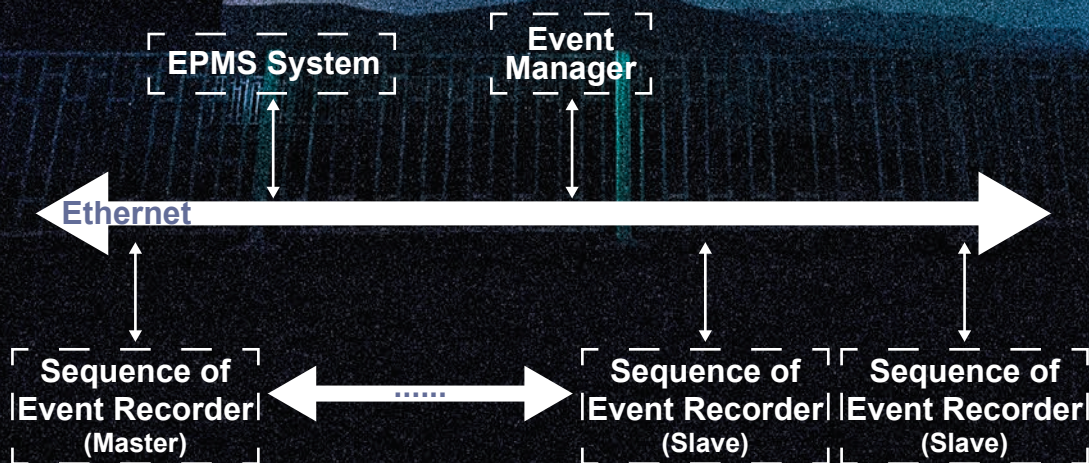 EPMS System
Event
Manager
Ethernet
Sequence of
Event Recorder
(Master)
......
Sequence of
Event Recorder
(Slave)
Sequence of
Event Recorder
(Slave)